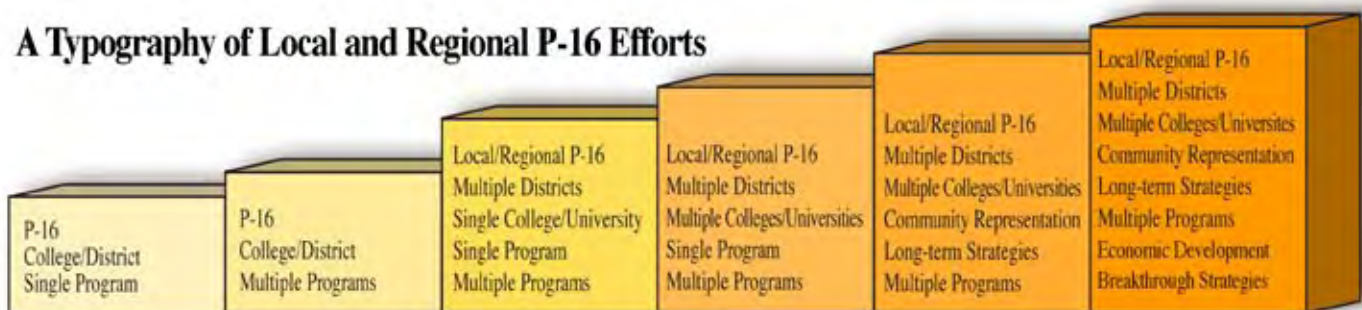 A Typography of Local and Regional P-16 Efforts
P-16
College/District
Single Program
P-16
College/District
Multiple Programs
Local/Regional P-16
Multiple Districts
Single College/University
Single Program
Multiple Programs
Local/Regional P-16
Multiple Districts
Multiple Colleges/Universities
Single Program
Multiple Programs
Local/Regional P-16
Multiple Districts
Multiple Colleges/Universities
Community Representation
Long-term Strategies
Multiple Programs
Local/Regional P-16
Multiple Districts
Multiple Colleges/Universites
Community Representation
Long-term Strategies
Multiple Programs
Economic Development
Breakthrough Strategies